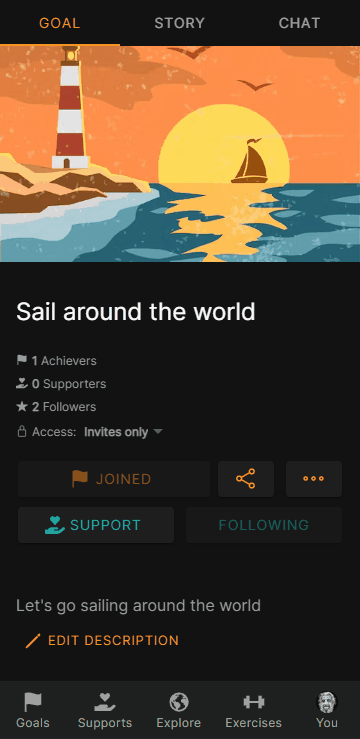 GOAL STORY CHAT
Sail around the world
1 Achievers
0 Supporters
2 Followers
Access: Invites only
JOINED
SUPPORT FOLLOWING
Let's go sailing around the world
EDIT DESCRIPTION
Goals Supports Explore Exercises You